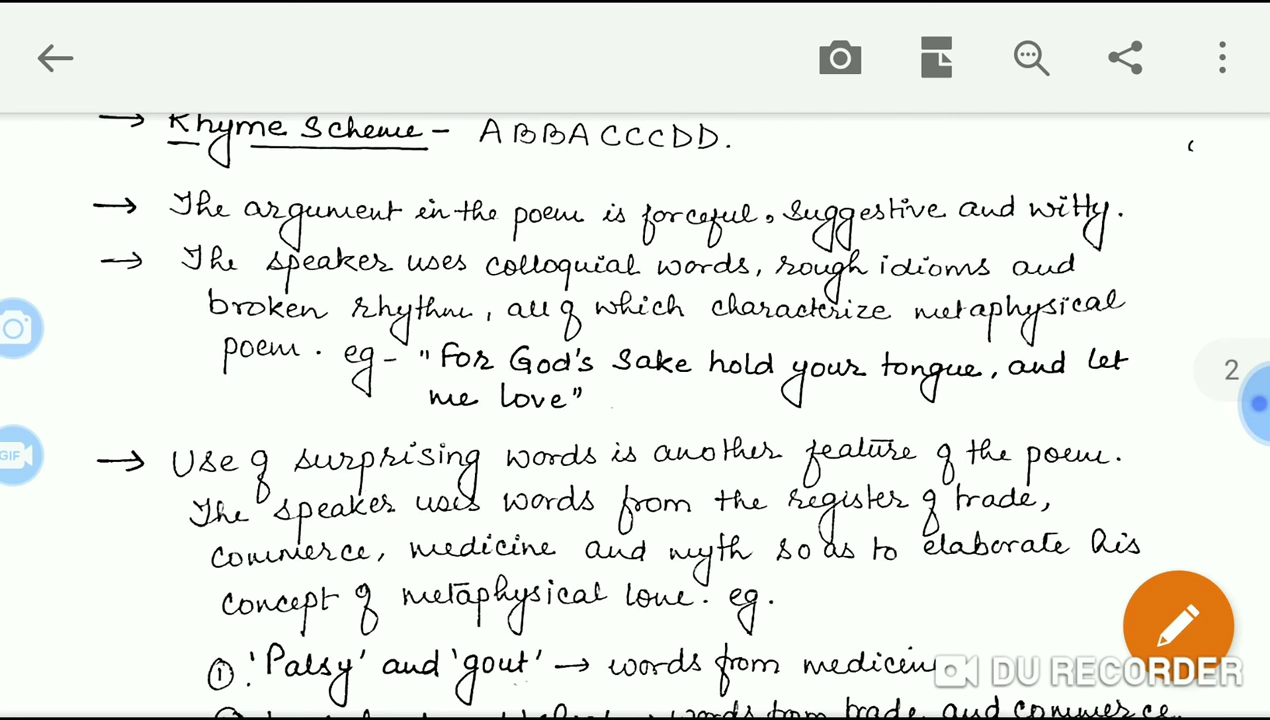 → Rhyme Scheme - ABBACCCDD.
→ The argument in the poem is forceful, suggestive and witty.
→ The speaker uses colloquial words, rough idioms and
broken rhythm, all of which characterize metaphysical
poem. eg - "For God's Sake hold your tongue, and let
me love"
2
→ Use of surprising words is another feature of the poem.
GIF
The speaker uses words from the register of trade,
commerce, medicine and myth so as to elaborate his
concept of metaphysical love. eg.
① 'Palsy' and 'gout' → words from medicin
DU RECORDER
words from trade and commerce.